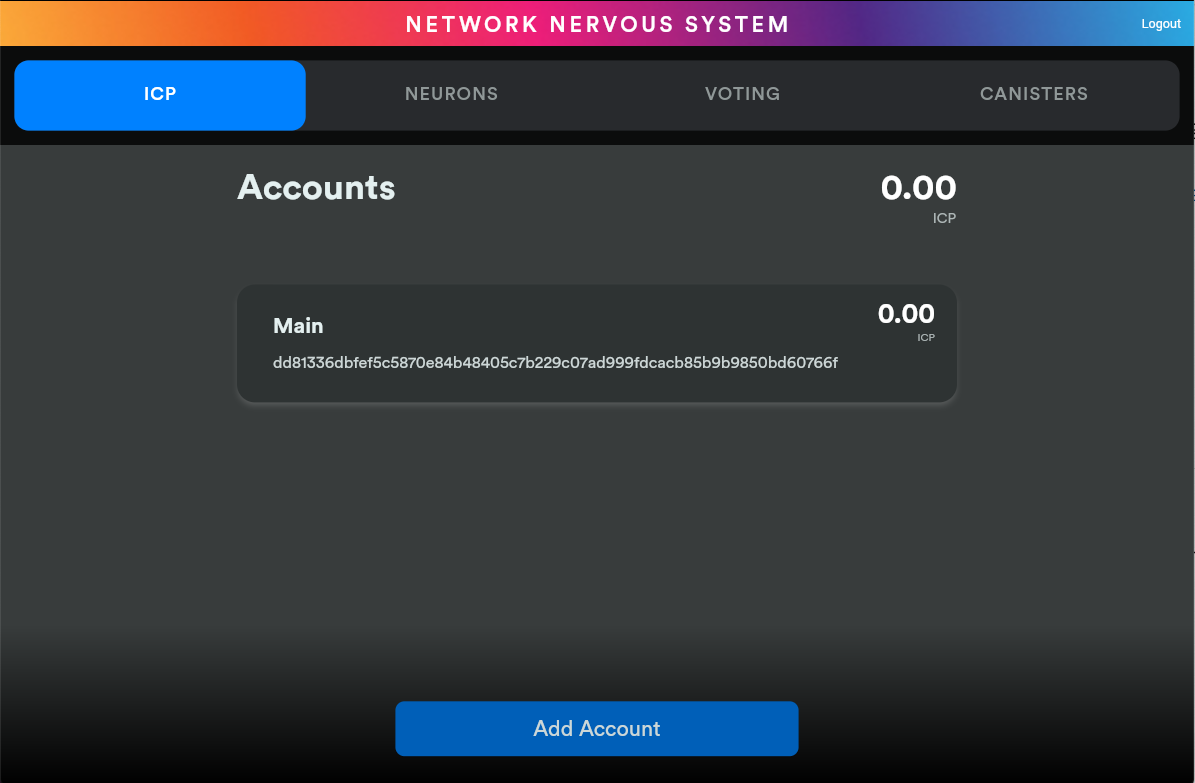 NETWORK NERVOUS SYSTEM
Logout
ICP
NEURONS
VOTING
CANISTERS
Accounts
0.00
ICP
Main
0.00
ICP
dd81336dbfef5c5870e84b48405c7b229c07ad999fdcacb85b9b9850bd60766f
Add Account